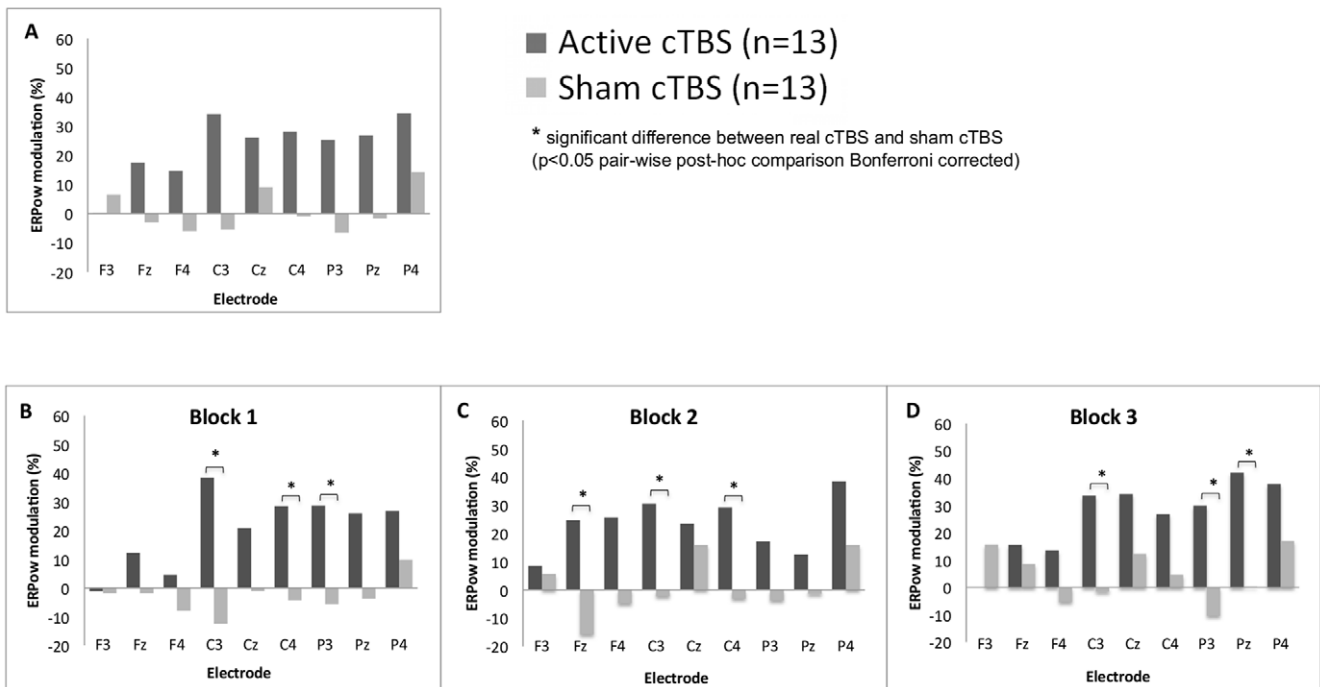 A
60
50
40
30
20
10
0
-10
-20
ERPow modulation (%)
F3 Fz F4 C3 Cz C4 P3 Pz P4
Electrode
Active cTBS (n=13)
Sham cTBS (n=13)
* significant difference between real cTBS and sham cTBS
(p<0.05 pair-wise post-hoc comparison Bonferroni corrected)
B
Block 1
60
50
40
30
20
10
0
-10
-20
ERPow modulation (%)
* * *
F3 Fz F4 C3 Cz C4 P3 Pz P4
Electrode
C
Block 2
60
50
40
30
20
10
0
-10
-20
ERPow modulation (%)
* * *
F3 Fz F4 C3 Cz C4 P3 Pz P4
Electrode
D
Block 3
60
50
40
30
20
10
0
-10
-20
ERPow modulation (%)
* * *
F3 Fz F4 C3 Cz C4 P3 Pz P4
Electrode